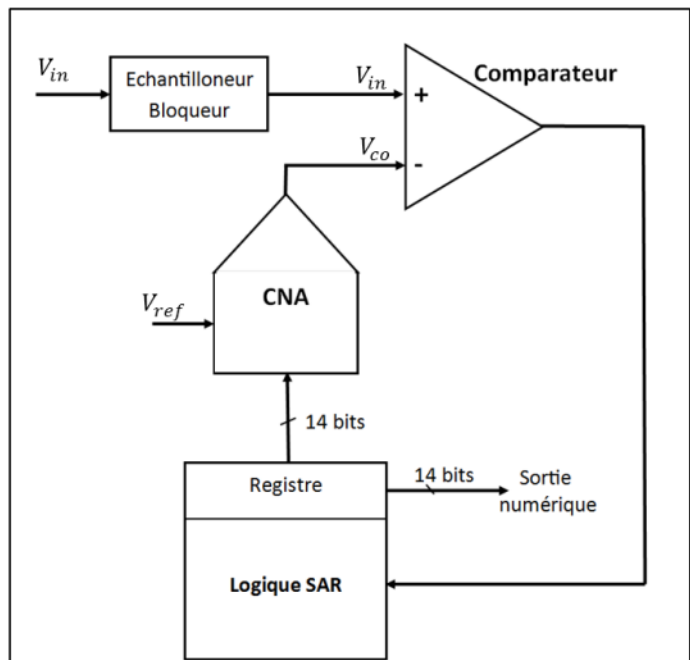 V_in
Echantilloneur
Bloqueur
V_in
Comparateur
+
V_co
-
CNA
V_ref
14 bits
Registre
14 bits
Sortie
numérique
Logique SAR